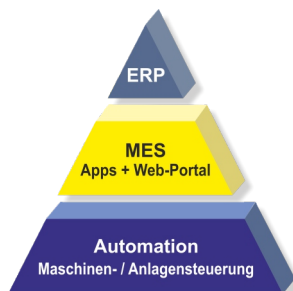 ERP
MES
Apps + Web-Portal
Automation
Maschinen- / Anlagensteuerung